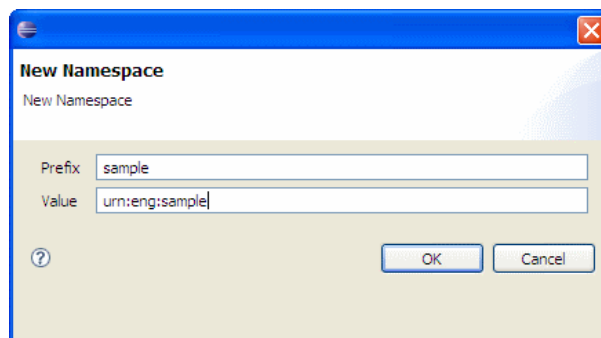 New Namespace
New Namespace
Prefix sample
Value urn:eng:sample
OK Cancel